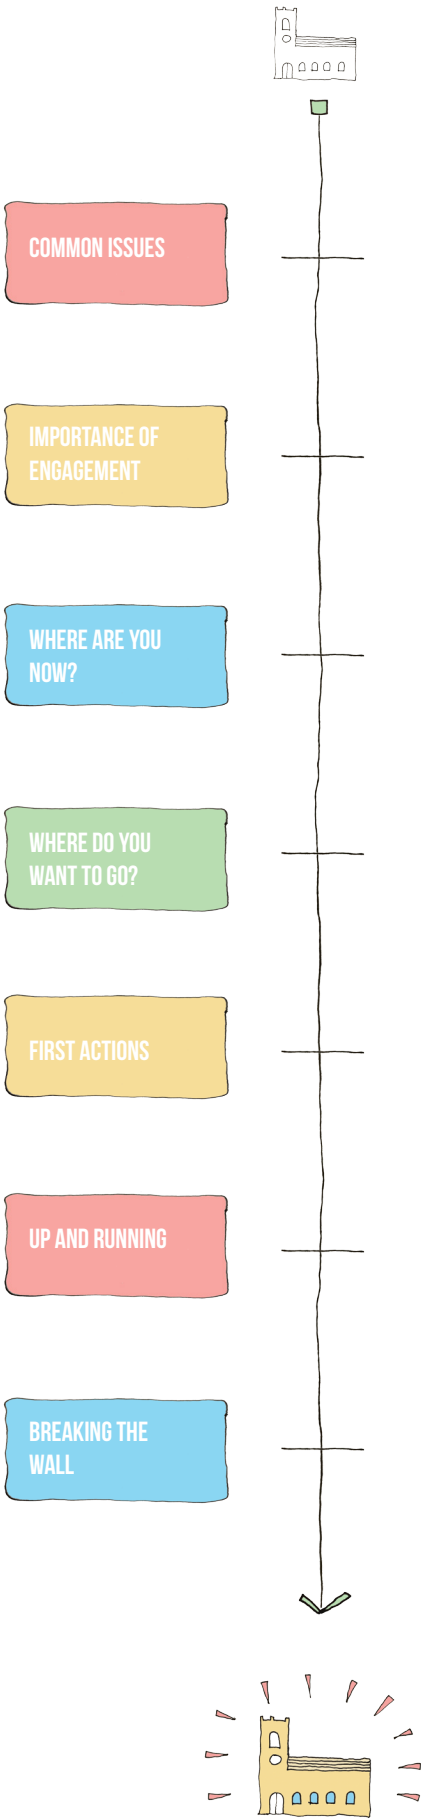 COMMON ISSUES
IMPORTANCE OF
ENGAGEMENT
WHERE ARE YOU
NOW?
WHERE DO YOU
WANT TO GO?
FIRST ACTIONS
UP AND RUNNING
BREAKING THE
WALL